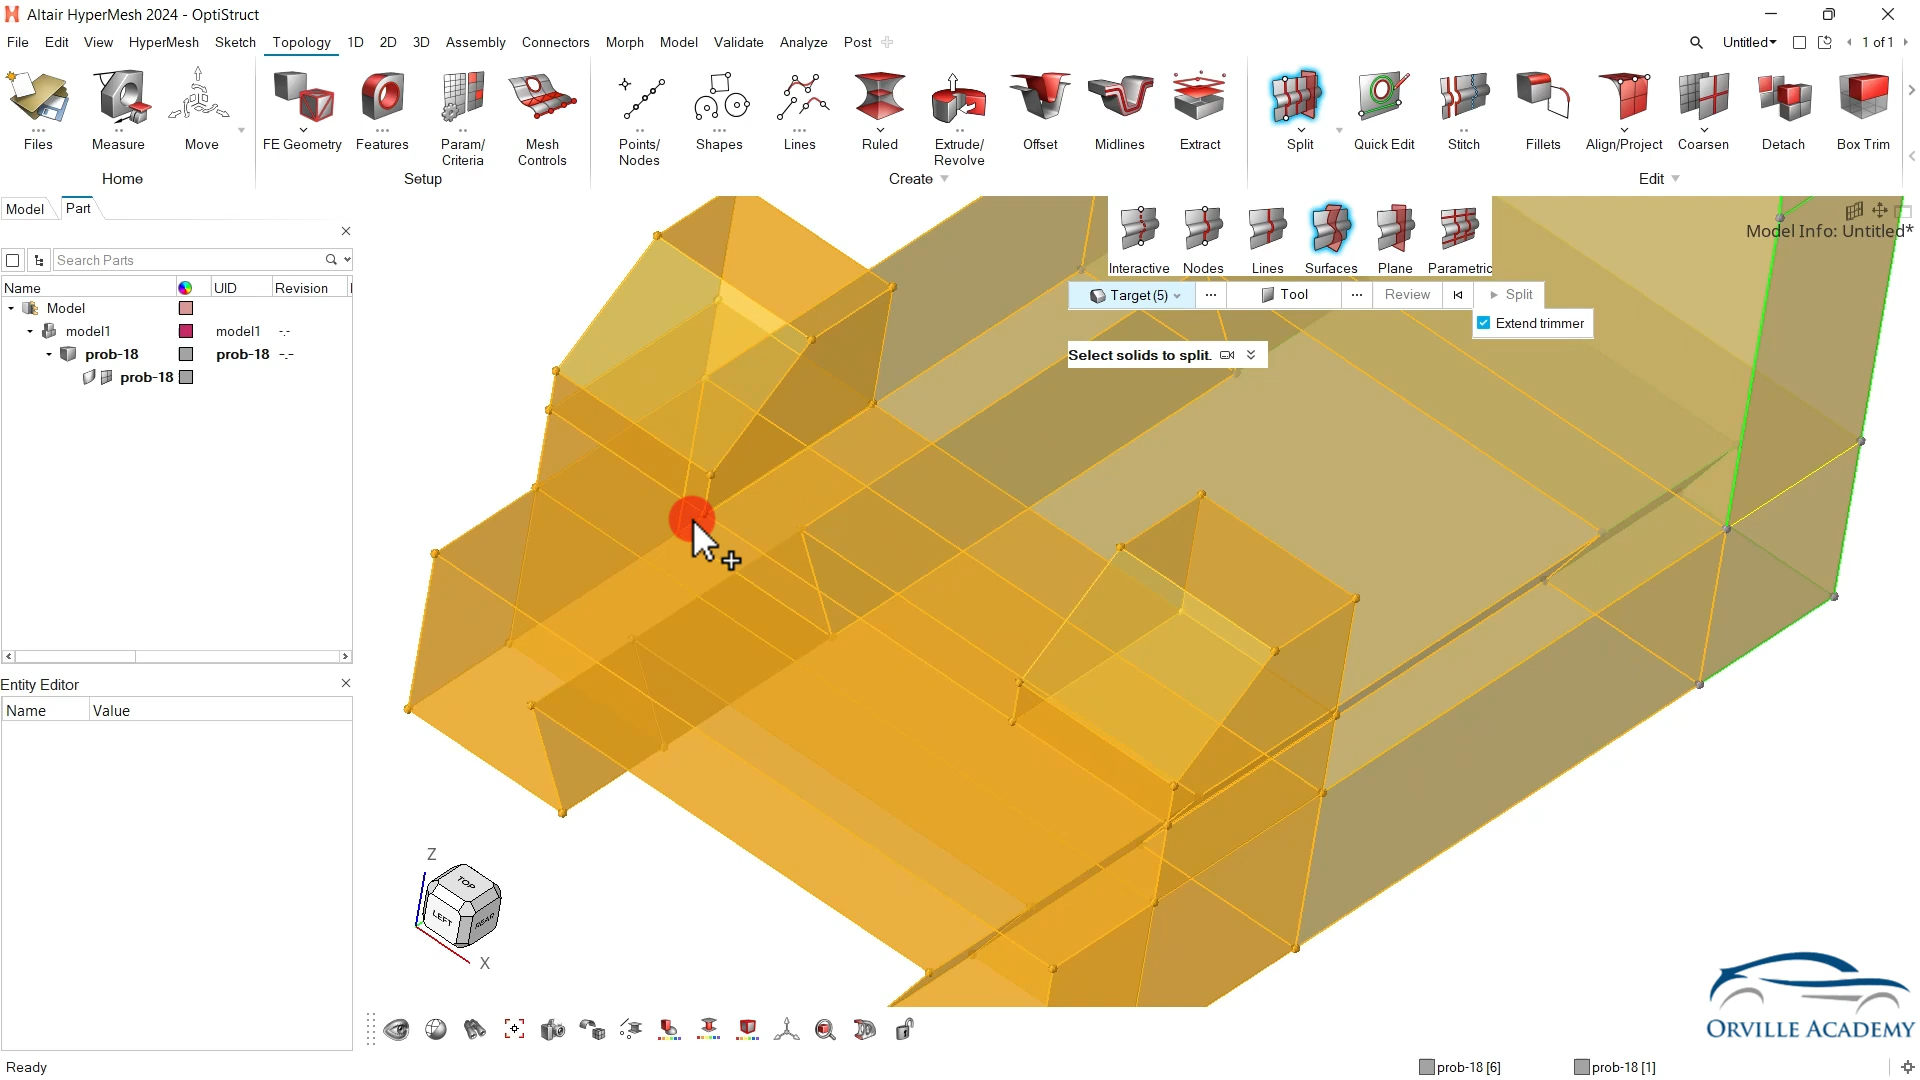 Altair HyperMesh 2024 - OptiStruct
File Edit View HyperMesh Sketch Topology 1D 2D 3D Assembly Connectors Morph Model Validate Analyze Post
Untitled 1 of 1
Files Measure Move FE Geometry Features Param/ Criteria Mesh Controls Points/ Nodes Shapes Lines Ruled Extrude/ Revolve Offset Midlines Extract Split Quick Edit Stitch Fillets Align/Project Coarsen Detach Box Trim
Home Setup Create Edit
Model Part
Model Info: Untitled*
Interactive Nodes Lines Surfaces Plane Parametric
Target (5) Tool Review Split
Extend trimmer
Select solids to split.
Search Parts
Name UID Revision
Model
model1 model1 -.-
prob-18 prob-18 -.-
prob-18
Entity Editor
Name Value
Z
TOP
LEFT REAR
X
ORVILLE ACADEMY
Ready prob-18 [6] prob-18 [1]